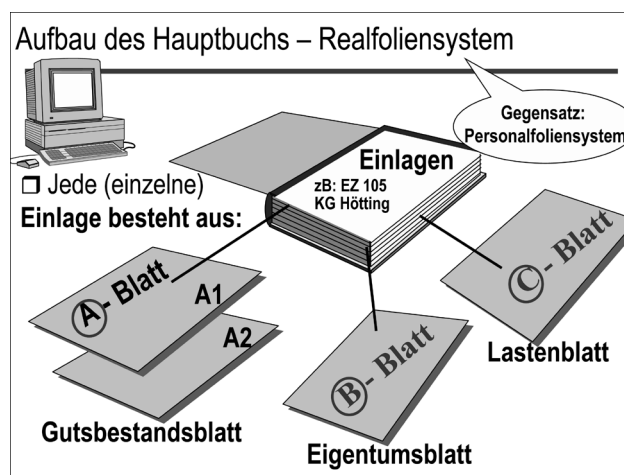 Aufbau des Hauptbuchs – Realfoliensystem
Gegensatz:
Personalfoliensystem
Einlagen
zB: EZ 105
KG Hötting
❒ Jede (einzelne)
Einlage besteht aus:
A - Blatt
A1
A2
Gutsbestandsblatt
B - Blatt
Eigentumsblatt
C - Blatt
Lastenblatt